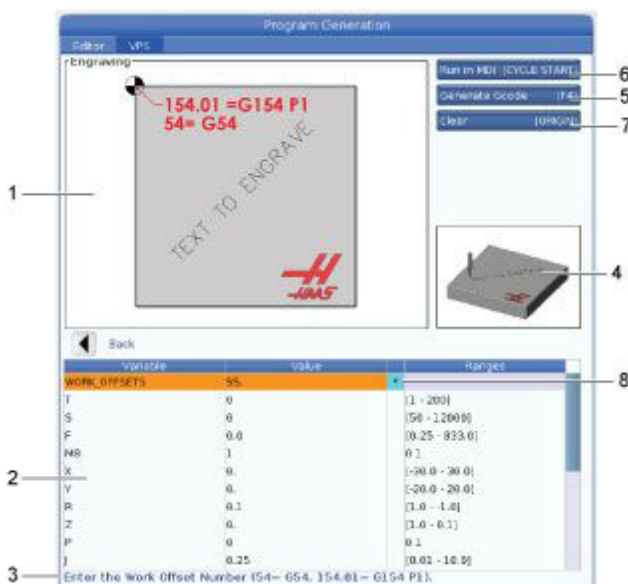 Program Generation
Editor VPS
Engraving
154.01 =G154 P1
54= G54
TEXT TO ENGRAVE
HAAS
Run in MDI [CYCLE START]
Generate Gcode [F4]
Clear [ORIGIN]
6
5
7
1
4
Back
Variable Value Ranges
WORK_OFFSETS 55. *
8
T 0 [1 - 200]
S 0 [50 - 12000]
F 0.0 [0.25 - 833.0]
M8 1 0 1
X 0. [-30.0 - 30.0]
2
Y 0. [-20.0 - 20.0]
R 0.1 [1.0 - -1.0]
Z 0. [1.0 - 0.1]
P 0 0 1
J 0.25 [0.01 - 10.0]
3
Enter the Work Offset Number (54= G54, 154.01= G154 P1).